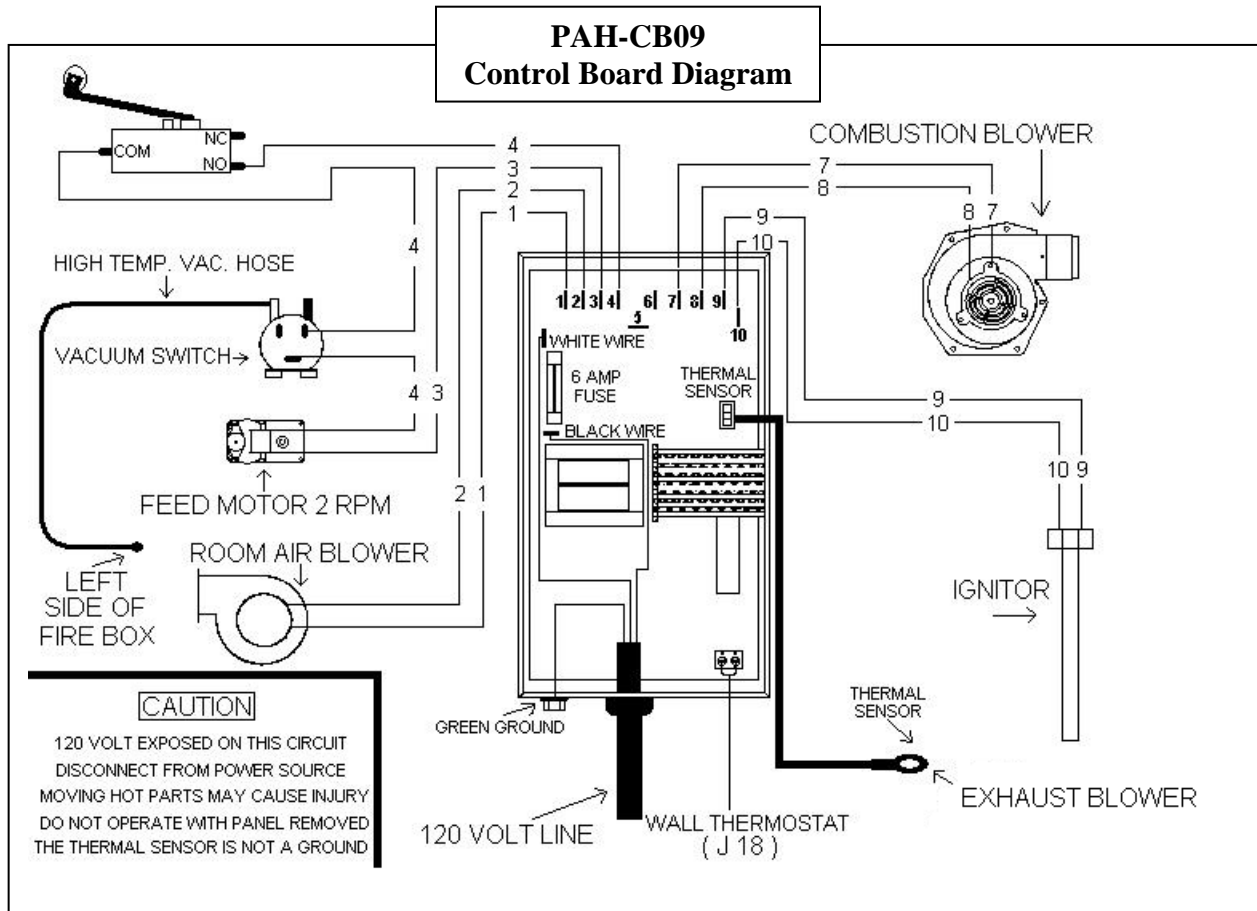 PAH-CB09
Control Board Diagram
NC
COM
NO
4
3
2
1
4
HIGH TEMP. VAC. HOSE
VACUUM SWITCH
4 3
FEED MOTOR 2 RPM
2 1
ROOM AIR BLOWER
LEFT
SIDE OF
FIRE BOX
COMBUSTION BLOWER
7
8
8 7
9
10
1 2 3 4 6 7 8 9
5
10
WHITE WIRE
6 AMP
FUSE
THERMAL
SENSOR
BLACK WIRE
9
10
10 9
IGNITOR
CAUTION
120 VOLT EXPOSED ON THIS CIRCUIT
DISCONNECT FROM POWER SOURCE
MOVING HOT PARTS MAY CAUSE INJURY
DO NOT OPERATE WITH PANEL REMOVED
THE THERMAL SENSOR IS NOT A GROUND
GREEN GROUND
120 VOLT LINE
WALL THERMOSTAT
( J 18 )
THERMAL
SENSOR
EXHAUST BLOWER